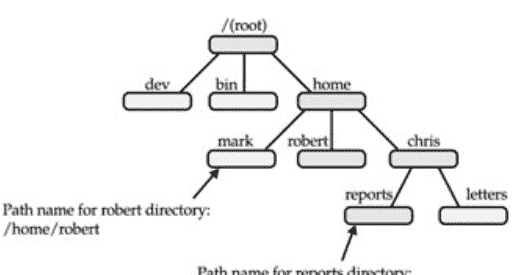 /(root)
dev bin home
mark robert chris
reports letters
Path name for robert directory:
/home/robert
Path name for reports directory: